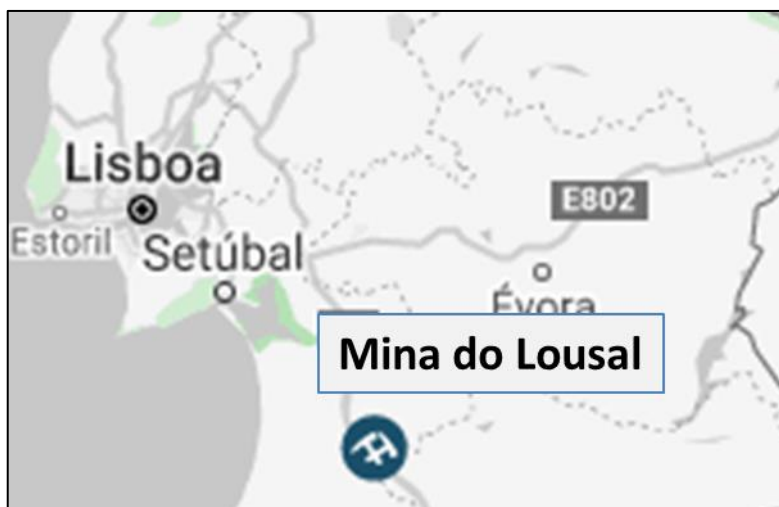 Lisboa
E802
Estoril
Setúbal
Évora
Mina do Lousal